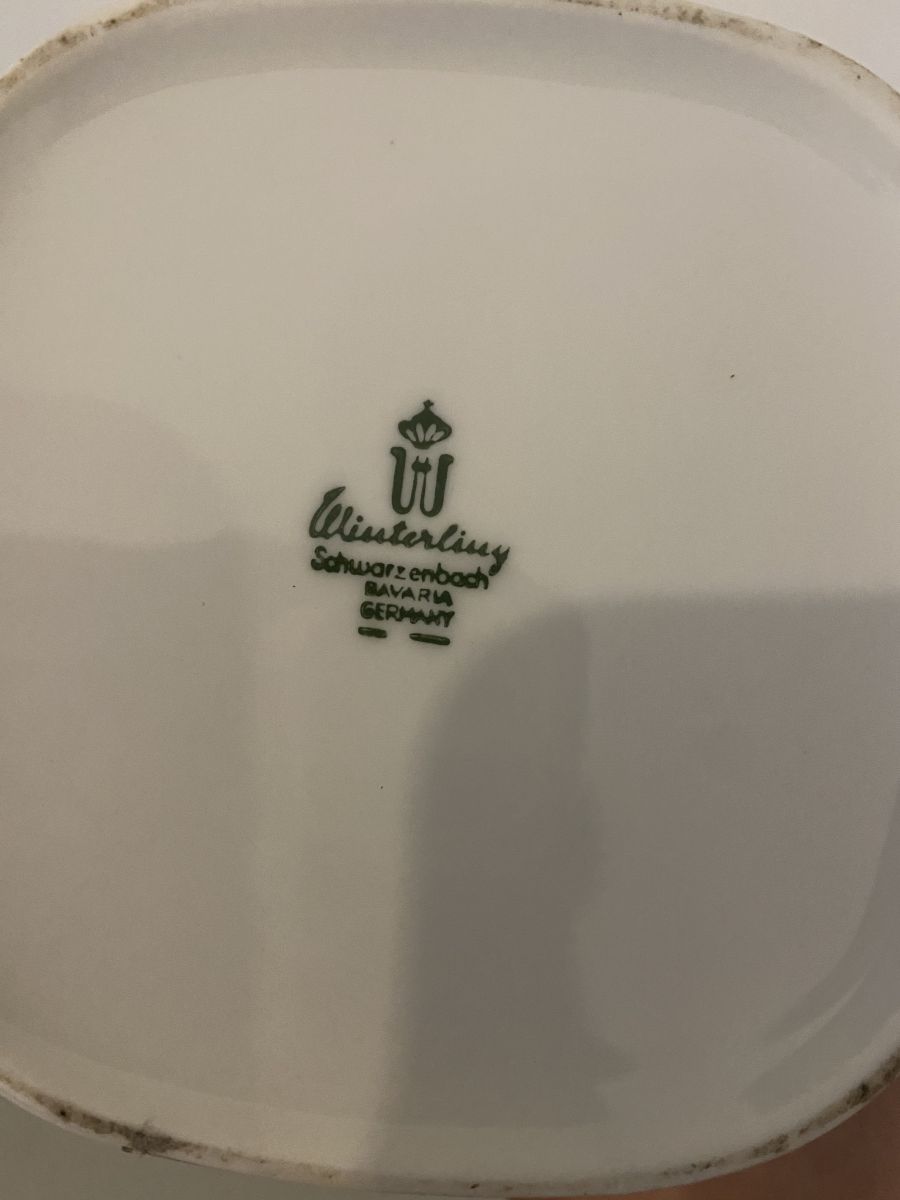 W
Winterling
Schwarzenbach
BAVARIA
GERMANY